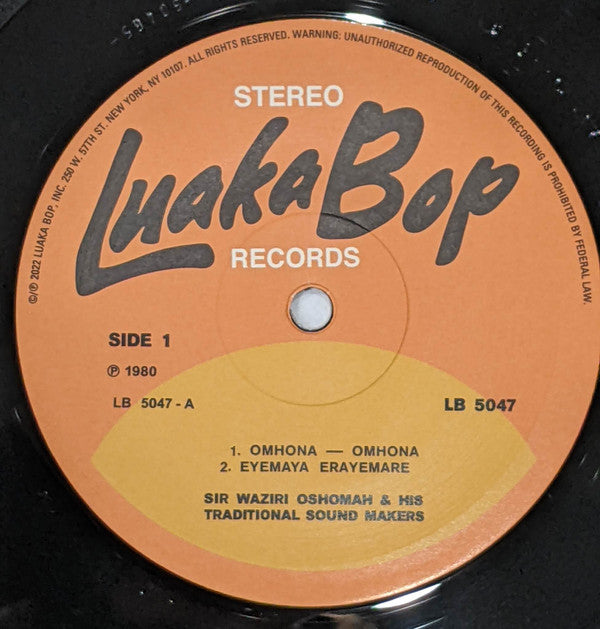 ©/℗ 2022 LUAKA BOP, INC. 250 W. 57TH ST. NEW YORK, NY 10107. ALL RIGHTS RESERVED. WARNING: UNAUTHORIZED REPRODUCTION OF THIS RECORDING IS PROHIBITED BY FEDERAL LAW.
STEREO
Luaka Bop
RECORDS
SIDE 1
℗ 1980
LB 5047 - A
LB 5047
1. OMHONA — OMHONA
2. EYEMAYA ERAYEMARE
SIR WAZIRI OSHOMAH & HIS
TRADITIONAL SOUND MAKERS